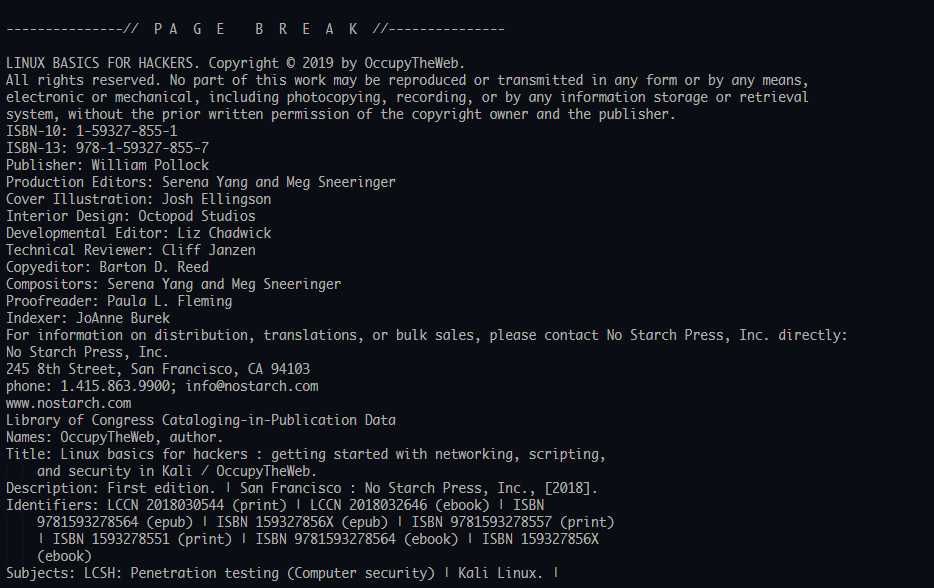 ---------------// P A G E   B R E A K //---------------
LINUX BASICS FOR HACKERS. Copyright © 2019 by OccupyTheWeb.
All rights reserved. No part of this work may be reproduced or transmitted in any form or by any means,
electronic or mechanical, including photocopying, recording, or by any information storage or retrieval
system, without the prior written permission of the copyright owner and the publisher.
ISBN-10: 1-59327-855-1
ISBN-13: 978-1-59327-855-7
Publisher: William Pollock
Production Editors: Serena Yang and Meg Sneeringer
Cover Illustration: Josh Ellingson
Interior Design: Octopod Studios
Developmental Editor: Liz Chadwick
Technical Reviewer: Cliff Janzen
Copyeditor: Barton D. Reed
Compositors: Serena Yang and Meg Sneeringer
Proofreader: Paula L. Fleming
Indexer: JoAnne Burek
For information on distribution, translations, or bulk sales, please contact No Starch Press, Inc. directly:
No Starch Press, Inc.
245 8th Street, San Francisco, CA 94103
phone: 1.415.863.9900; info@nostarch.com
www.nostarch.com
Library of Congress Cataloging-in-Publication Data
Names: OccupyTheWeb, author.
Title: Linux basics for hackers : getting started with networking, scripting,
    and security in Kali / OccupyTheWeb.
Description: First edition. | San Francisco : No Starch Press, Inc., [2018].
Identifiers: LCCN 2018030544 (print) | LCCN 2018032646 (ebook) | ISBN
    9781593278564 (epub) | ISBN 159327856X (epub) | ISBN 9781593278557 (print)
    | ISBN 1593278551 (print) | ISBN 9781593278564 (ebook) | ISBN 159327856X
    (ebook)
Subjects: LCSH: Penetration testing (Computer security) | Kali Linux. |